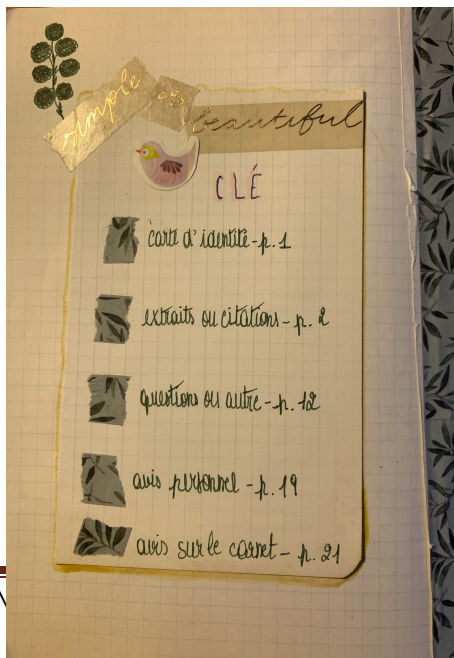 simple is beautiful
CLÉ
carte d'identité - p. 1
extraits ou citations - p. 2
questions ou autre - p. 12
avis personnel - p. 19
avis sur le carnet - p. 21